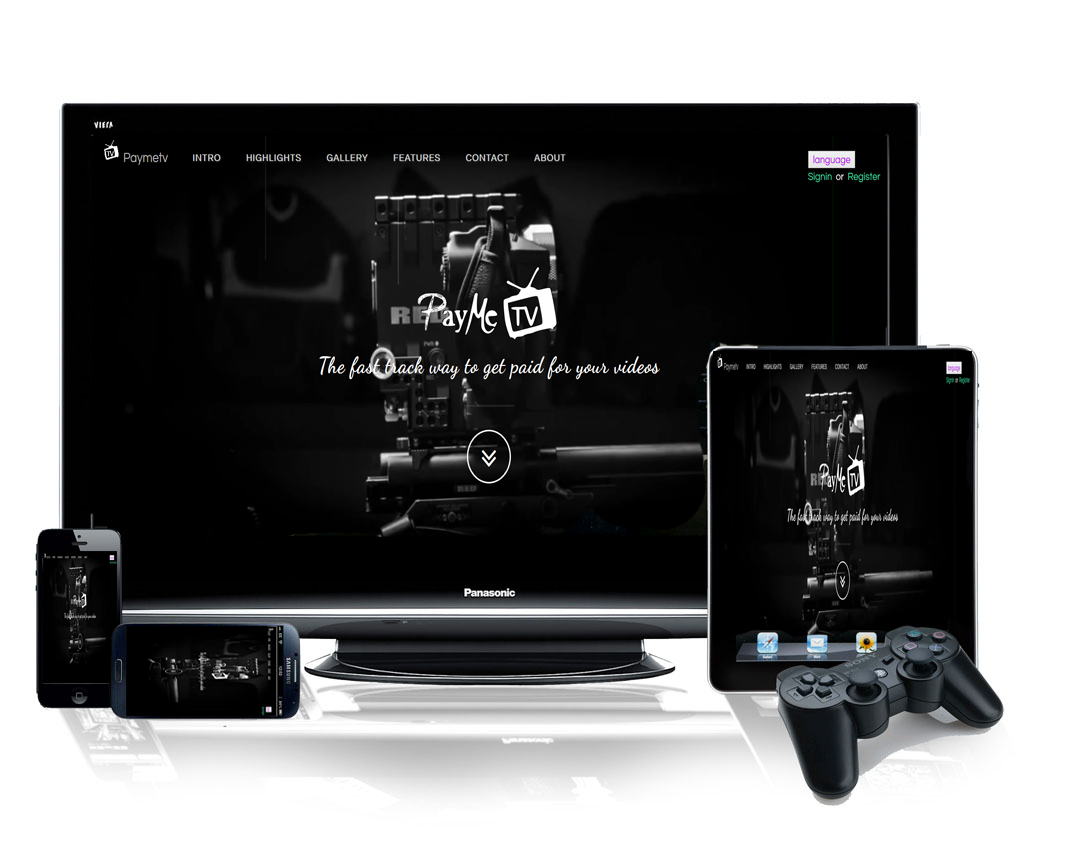 VIERA
TV Paymetv INTRO HIGHLIGHTS GALLERY FEATURES CONTACT ABOUT
language
Signin or Register
RED
PayMe TV
The fast track way to get paid for your videos
Panasonic
Paymetv INTRO HIGHLIGHTS GALLERY FEATURES CONTACT ABOUT
language
Signin or Register
PayMe TV
The fast track way to get paid for your videos
SAMSUNG
SONY